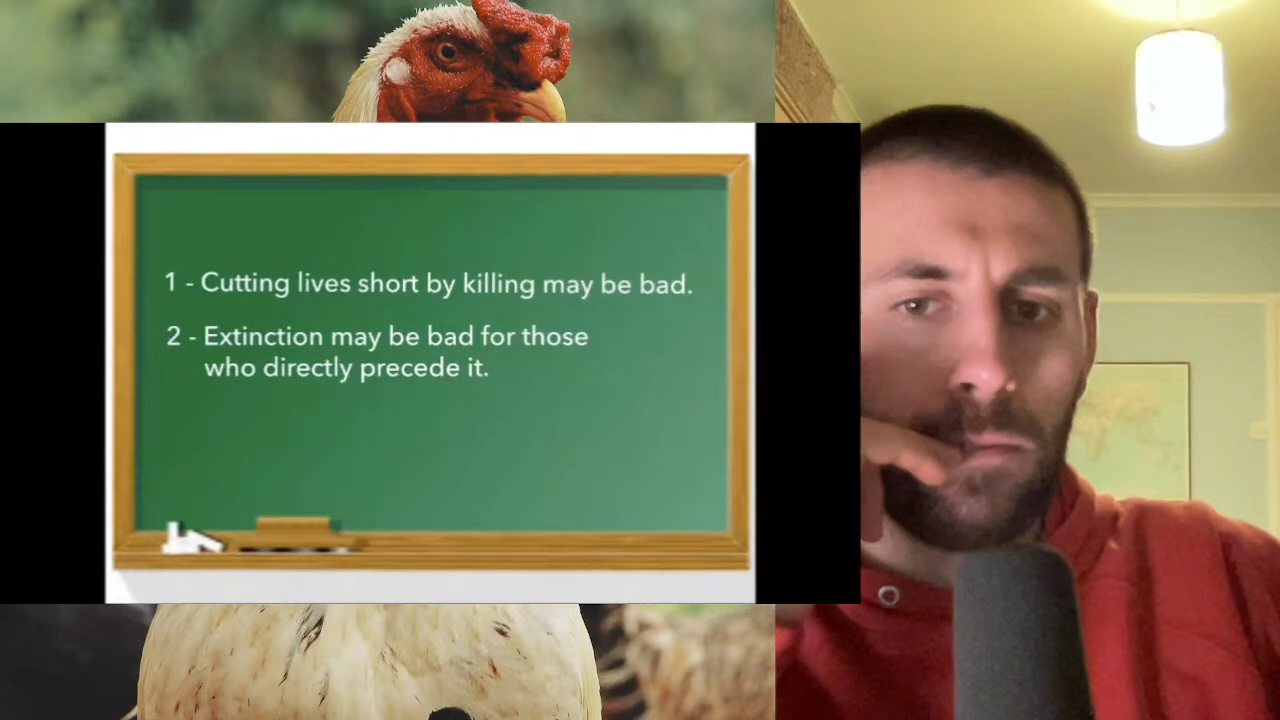 1 - Cutting lives short by killing may be bad.
2 - Extinction may be bad for those
who directly precede it.